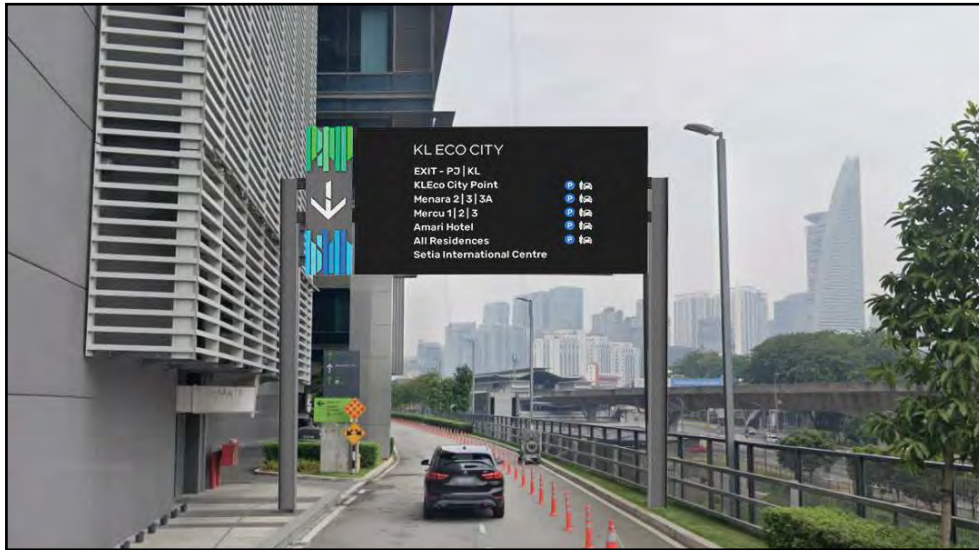 KL ECO CITY
EXIT - PJ | KL
KLEco City Point
Menara 2 | 3 | 3A
Mercu 1 | 2 | 3
Amari Hotel
All Residences
Setia International Centre
P
P
P
P
P